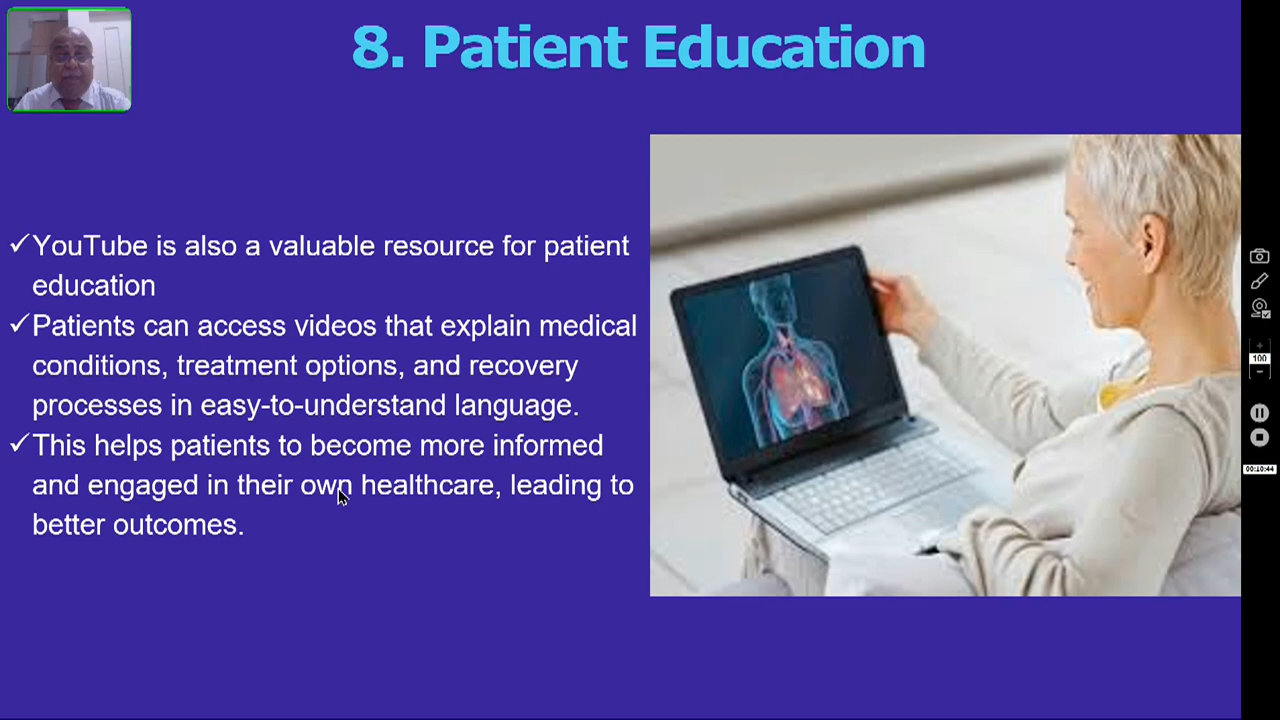 8. Patient Education
✓YouTube is also a valuable resource for patient
education
✓Patients can access videos that explain medical
conditions, treatment options, and recovery
processes in easy-to-understand language.
✓This helps patients to become more informed
and engaged in their own healthcare, leading to
better outcomes.
100
00:10:44